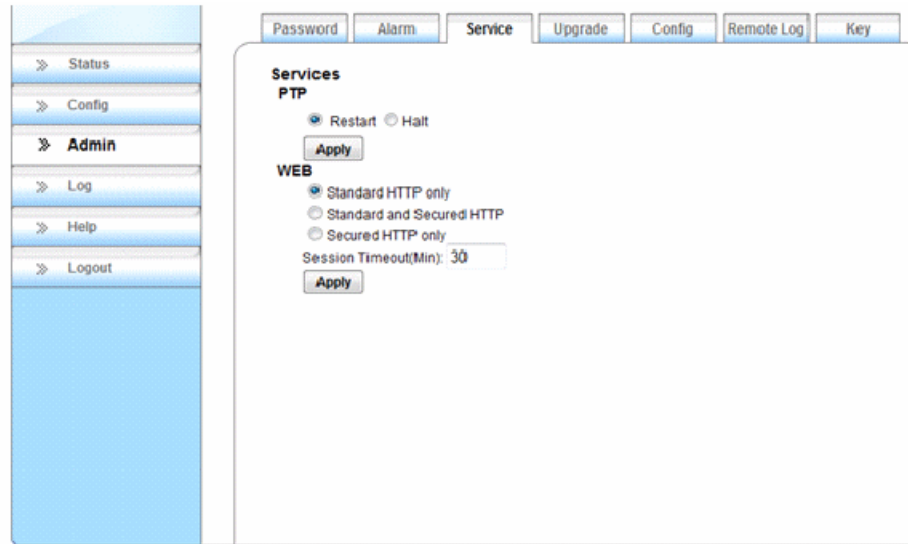 Password Alarm Service Upgrade Config Remote Log Key
Status
Config
Admin
Log
Help
Logout
Services
PTP
Restart Halt
Apply
WEB
Standard HTTP only
Standard and Secured HTTP
Secured HTTP only
Session Timeout(Min): 30
Apply